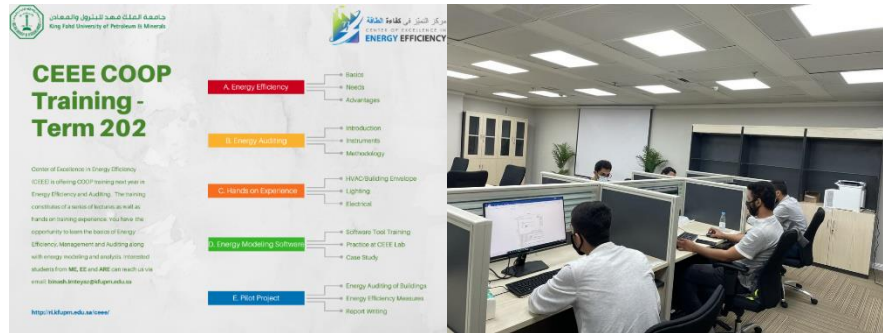 جامعة الملك فهد للبترول والمعادن
King Fahd University of Petroleum & Minerals
مركز التميّز في كفاءة الطاقة
CENTER OF EXCELLENCE IN
ENERGY EFFICIENCY
CEEE COOP
Training -
Term 202
Center of Excellence in Energy Efficiency
(CEEE) is offering COOP training next year in
Energy Efficiency and Auditing. The training
constitutes of a series of lectures as well as
hands on training experience. You have the
opportunity to learn the basics of Energy
Efficiency, Management and Auditing along
with energy modeling and analysis. Interested
students from ME, EE and ARE can reach us via
email:
http://ri.kfupm.edu.sa/ceee/
A. Energy Efficiency
Basics
Needs
Advantages
B. Energy Auditing
Introduction
Instruments
Methodology
C. Hands on Experience
HVAC/Building Envelope
Lighting
Electrical
D. Energy Modeling Software
Software Tool Training
Practice at CEEE Lab
Case Study
E. Pilot Project
Energy Auditing of Buildings
Energy Efficiency Measures
Report Writing